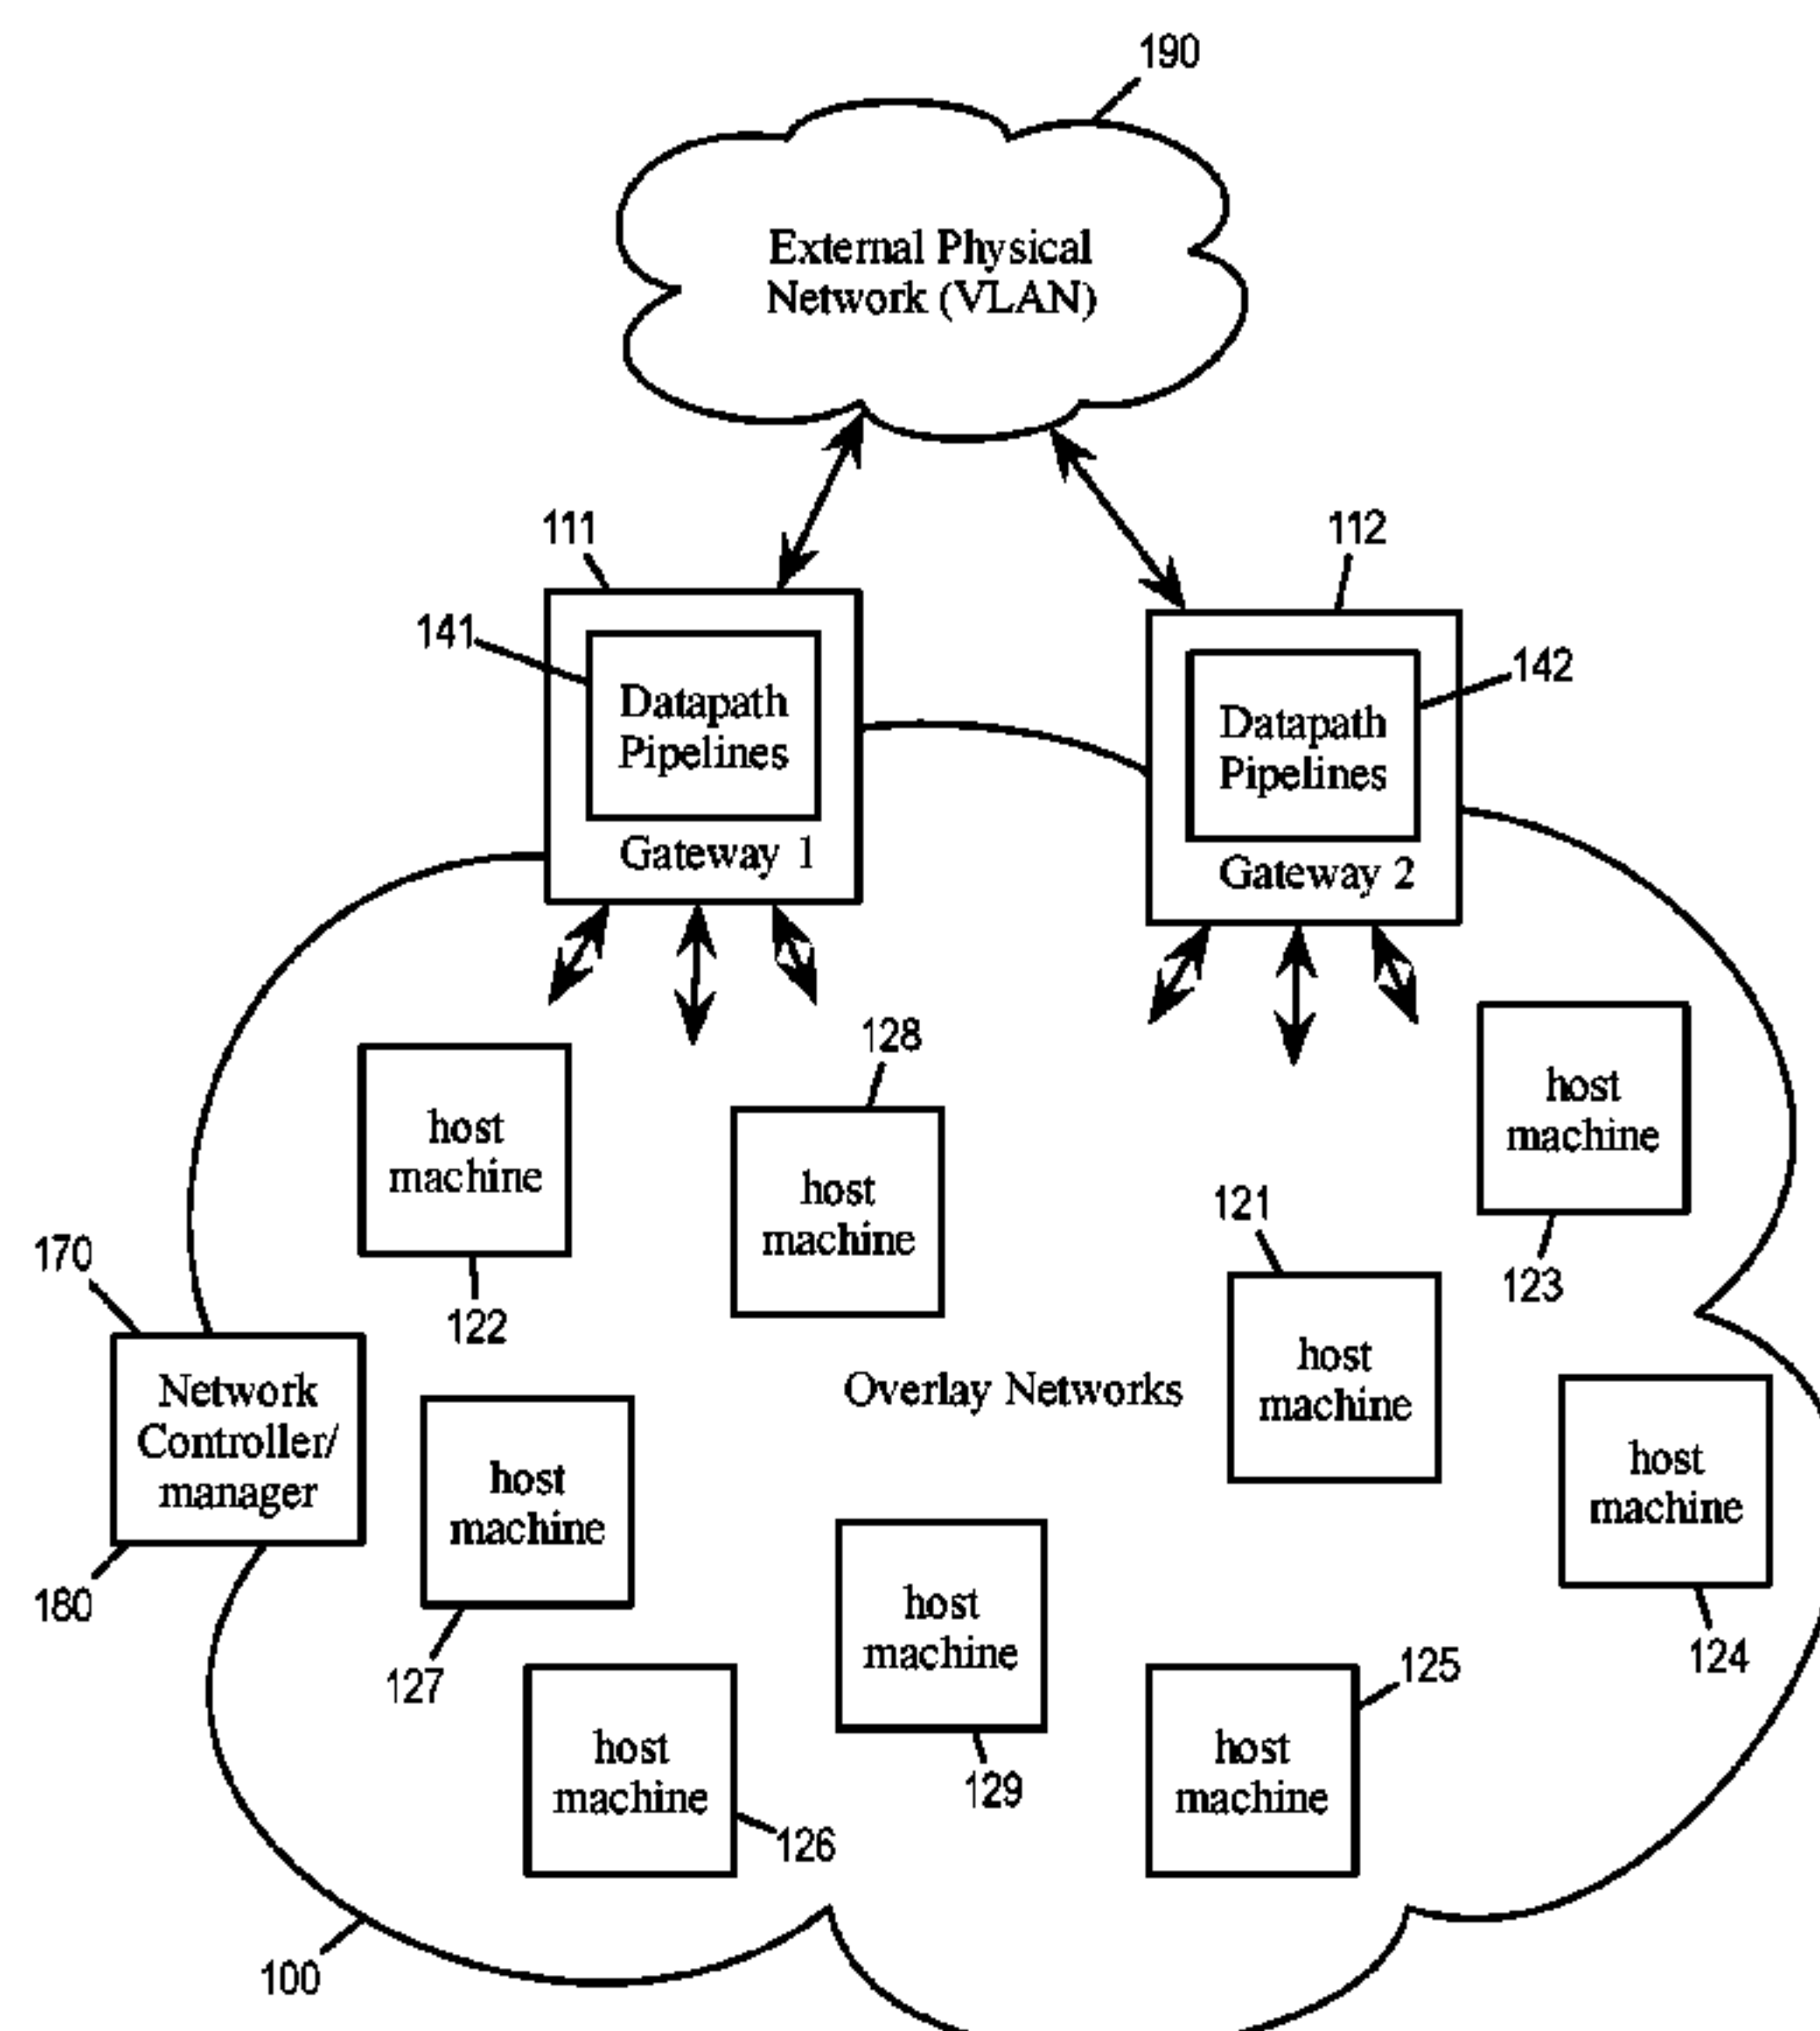 190
External Physical
Network (VLAN)
111
112
141
142
Datapath
Pipelines
Gateway 1
Datapath
Pipelines
Gateway 2
128
host
machine
122
host
machine
host
machine
123
121
host
machine
170
Network
Controller/
manager
180
Overlay Networks
host
machine
127
host
machine
124
host
machine
129
host
machine
126
125
host
machine
100